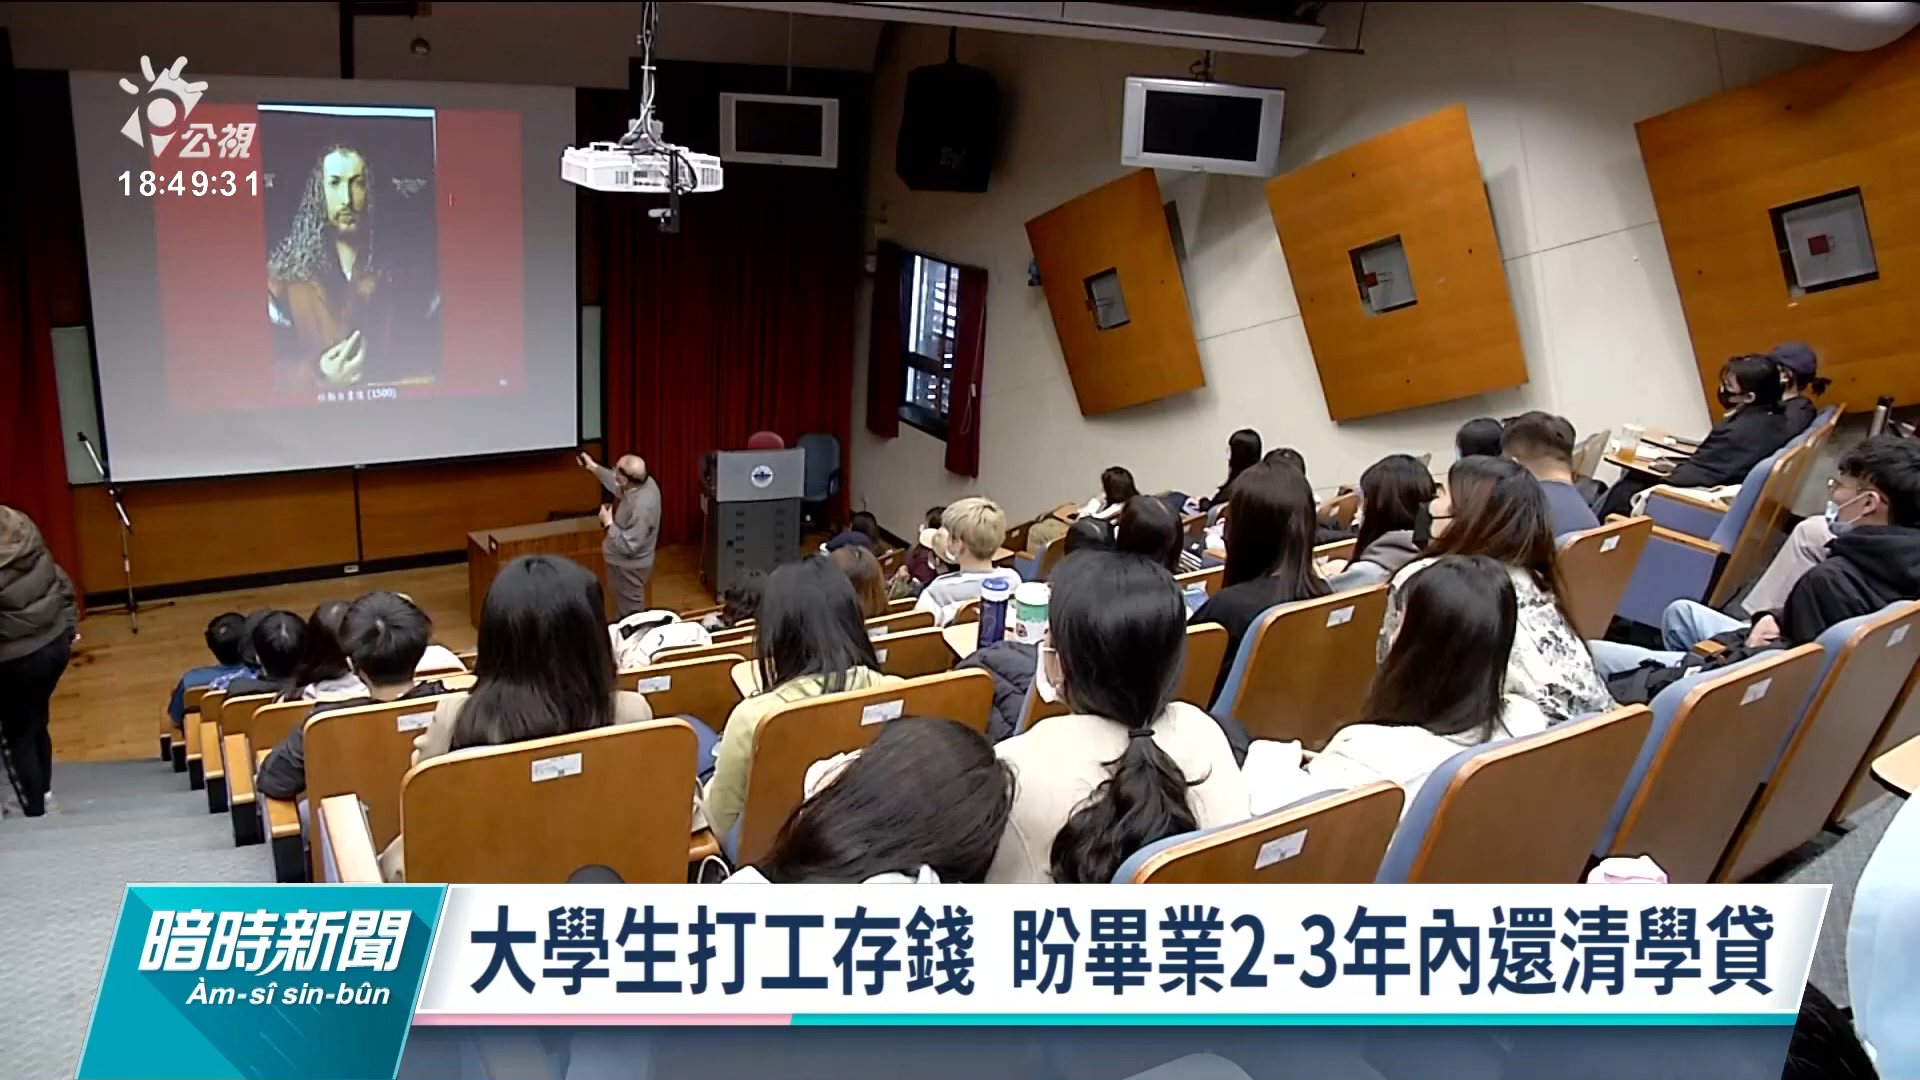 公視
18:49:31
(1500)
暗時新聞
Àm-sî sin-bûn
大學生打工存錢 盼畢業2-3年內還清學貸